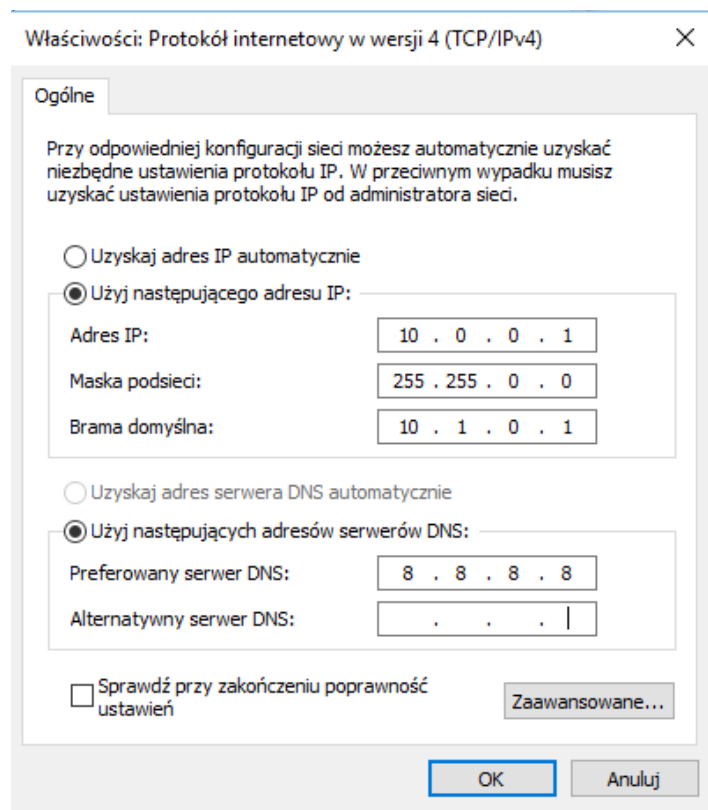 Właściwości: Protokół internetowy w wersji 4 (TCP/IPv4)
Ogólne
Przy odpowiedniej konfiguracji sieci możesz automatycznie uzyskać
niezbędne ustawienia protokołu IP. W przeciwnym wypadku musisz
uzyskać ustawienia protokołu IP od administratora sieci.
Uzyskaj adres IP automatycznie
Użyj następującego adresu IP:
Adres IP: 10 . 0 . 0 . 1
Maska podsieci: 255 . 255 . 0 . 0
Brama domyślna: 10 . 1 . 0 . 1
Uzyskaj adres serwera DNS automatycznie
Użyj następujących adresów serwerów DNS:
Preferowany serwer DNS: 8 . 8 . 8 . 8
Alternatywny serwer DNS: . . .
Sprawdź przy zakończeniu poprawność
ustawień
Zaawansowane...
OK Anuluj